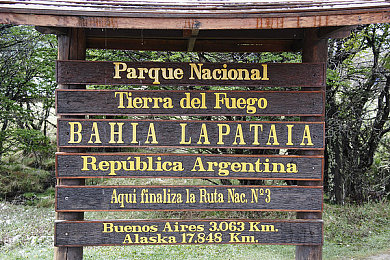 Parque Nacional
Tierra del Fuego
BAHIA LAPATAIA
República Argentina
Aqui finaliza la Ruta Nac. Nº3
Buenos Aires 3.063 Km.
Alaska 17.848 Km.